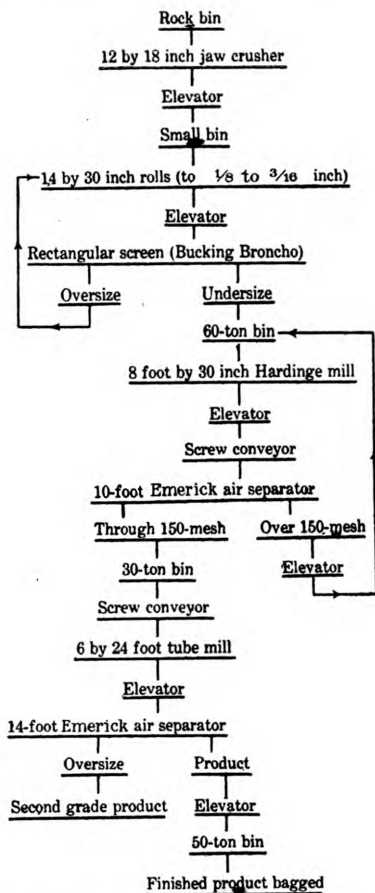 Rock bin
12 by 18 inch jaw crusher
Elevator
Small bin
14 by 30 inch rolls (to 1/8 to 3/16 inch)
Elevator
Rectangular screen (Bucking Broncho)
Oversize Undersize
60-ton bin
8 foot by 30 inch Hardinge mill
Elevator
Screw conveyor
10-foot Emerick air separator
Through 150-mesh Over 150-mesh
30-ton bin Elevator
Screw conveyor
6 by 24 foot tube mill
Elevator
14-foot Emerick air separator
Oversize Product
Second grade product Elevator
50-ton bin
Finished product bagged